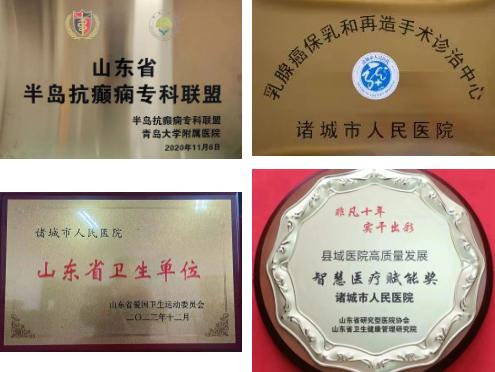 山东省
半岛抗癫痫专科联盟
半岛抗癫痫专科联盟
青岛大学附属医院
2020年11月6日
乳腺癌保乳和再造手术诊治中心
诸城市人民医院
诸城市人民医院
山东省卫生单位
山东省爱国卫生运动委员会
二〇二三年十二月
非凡十年
实干出彩
县域医院高质量发展
智慧医疗赋能奖
诸城市人民医院
山东省研究型医院协会
山东省卫生健康管理研究院